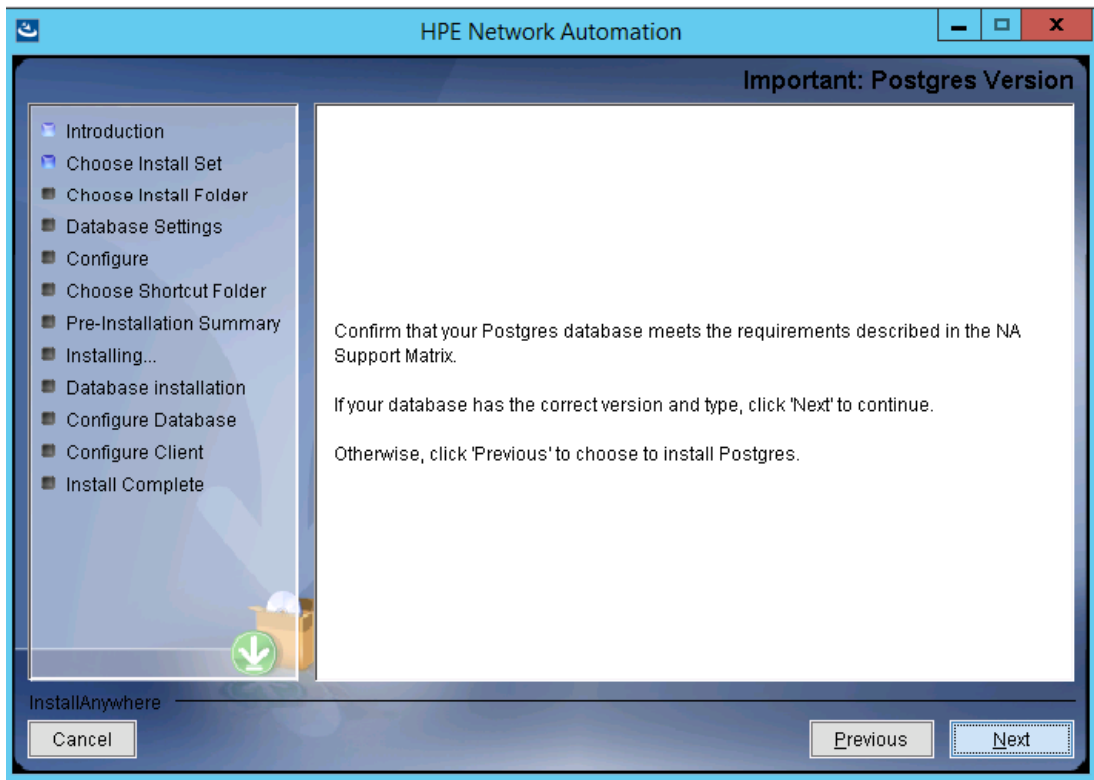 HPE Network Automation
Important: Postgres Version
Introduction
Choose Install Set
Choose Install Folder
Database Settings
Configure
Choose Shortcut Folder
Pre-Installation Summary
Installing...
Database installation
Configure Database
Configure Client
Install Complete
Confirm that your Postgres database meets the requirements described in the NA
Support Matrix.
If your database has the correct version and type, click 'Next' to continue.
Otherwise, click 'Previous' to choose to install Postgres.
InstallAnywhere
Cancel
Previous
Next